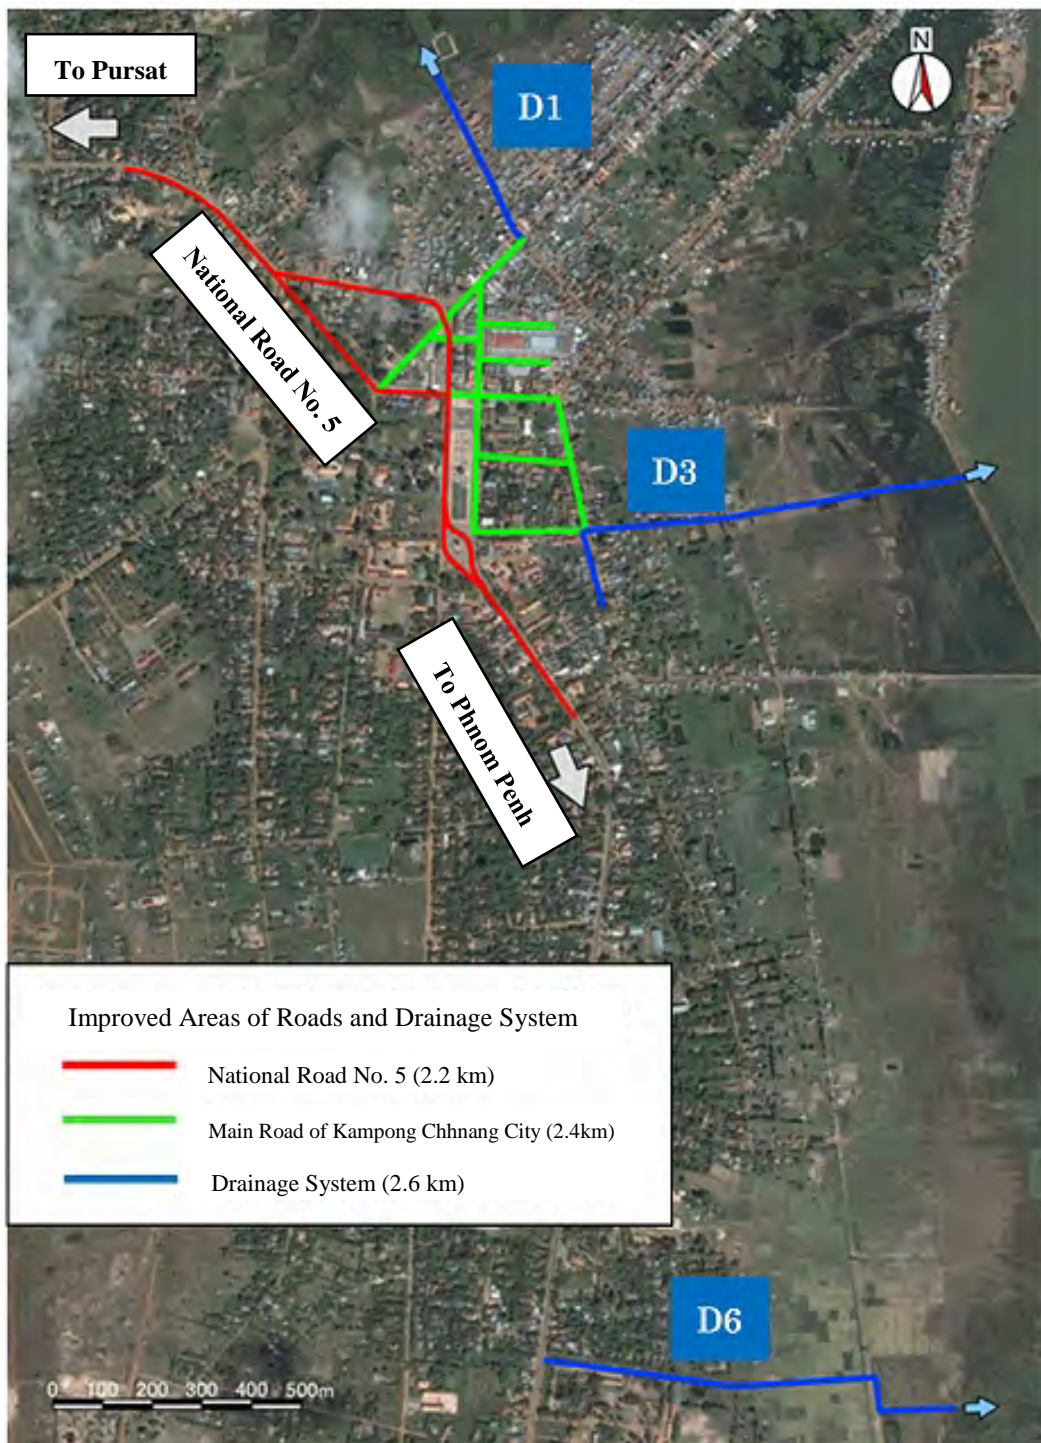 N
To Pursat
D1
National Road No. 5
D3
To Phnom Penh
Improved Areas of Roads and Drainage System
National Road No. 5 (2.2 km)
Main Road of Kampong Chhnang City (2.4km)
Drainage System (2.6 km)
D6
0 100 200 300 400 500m